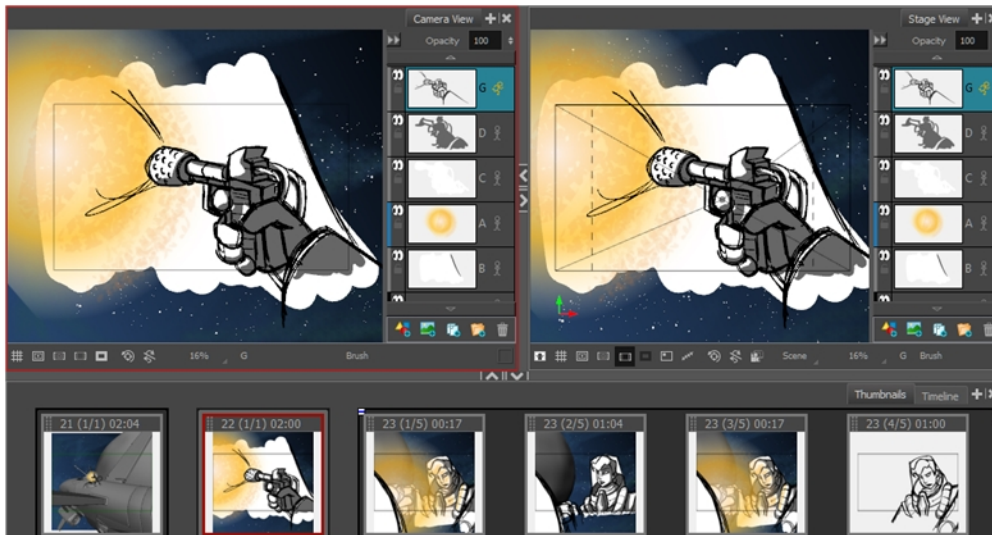 Camera View
Opacity 100
G
D
C
A
B
16% G Brush
Stage View
Opacity 100
G
D
C
A
B
Scene 16% G Brush
Thumbnails Timeline
21 (1/1) 02:04
22 (1/1) 02:00
23 (1/5) 00:17
23 (2/5) 01:04
23 (3/5) 00:17
23 (4/5) 01:00